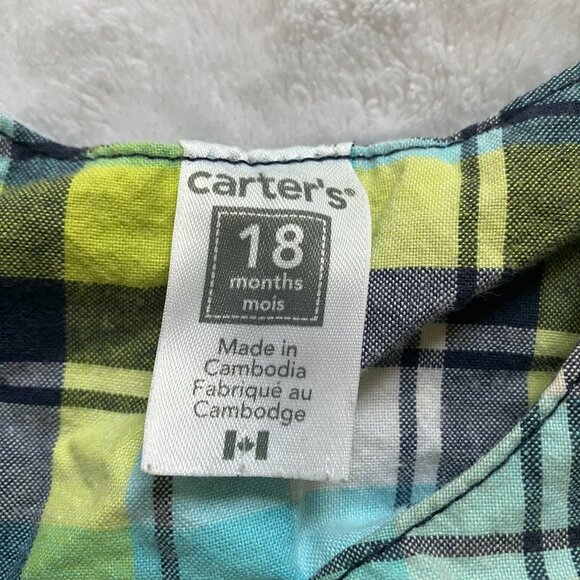 carter's®
18
months
mois
Made in
Cambodia
Fabriqué au
Cambodge